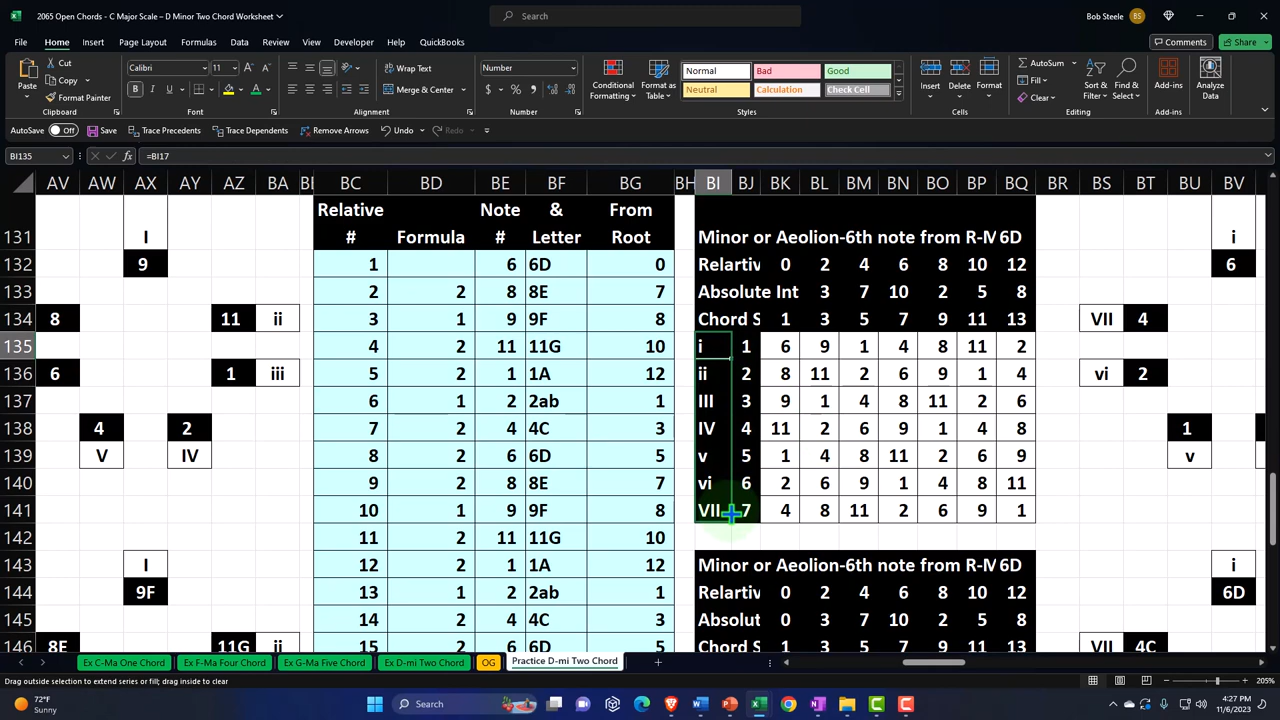 2065 Open Chords - C Major Scale – D Minor Two Chord Worksheet
Search
Bob Steele BS
File Home Insert Page Layout Formulas Data Review View Developer Automate Help QuickBooks
Comments Share
Paste Cut Calibri 11 Wrap Text Number Normal Bad Good AutoSum
Copy Neutral Calculation Check Cell Fill
Format Painter Merge & Center Conditional Formatting Format as Table Insert Delete Format Clear Sort & Filter Find & Select Add-ins Analyze Data
Clipboard Font Alignment Number Styles Cells Editing Add-ins
AutoSave Off Save Trace Precedents Trace Dependents Remove Arrows Undo Redo
BI135 fx =BI17
AV AW AX AY AZ BA BC BD BE BF BG BH BI BJ BK BL BM BN BO BP BQ BR BS BT BU BV
Relative Note & From
131 I # Formula # Letter Root Minor or Aeolion-6th note from R-M 6D i
132 9 1 6 6D 0 Relartiv 0 2 4 6 8 10 12 6
133 2 2 8 8E 7 Absolute Int 3 7 10 2 5 8
134 8 11 ii 3 1 9 9F 8 Chord S 1 3 5 7 9 11 13 VII 4
135 4 2 11 11G 10 i 1 6 9 1 4 8 11 2
136 6 1 iii 5 2 1 1A 12 ii 2 8 11 2 6 9 1 4 vi 2
137 6 1 2 2ab 1 III 3 9 1 4 8 11 2 6
138 4 2 7 2 4 4C 3 IV 4 11 2 6 9 1 4 8 1
139 V IV 8 2 6 6D 5 v 5 1 4 8 11 2 6 9 v
140 9 2 8 8E 7 vi 6 2 6 9 1 4 8 11
141 10 1 9 9F 8 VII 7 4 8 11 2 6 9 1
142 11 2 11 11G 10
143 I 12 2 1 1A 12 Minor or Aeolion-6th note from R-M 6D i
144 9F 13 1 2 2ab 1 Relartiv 0 2 4 6 8 10 12 6D
145 14 2 4 4C 3 Absolut 0 3 7 10 2 5 8
146 8E 11G ii 15 2 6 6D 5 Chord S 1 3 5 7 9 11 13 VII 4C
Ex C-Ma One Chord Ex F-Ma Four Chord Ex G-Ma Five Chord Ex D-mi Two Chord OG Practice D-mi Two Chord
Drag outside selection to extend series or fill; drag inside to clear
205%
72°F
Sunny
Search
4:27 PM
11/6/2023